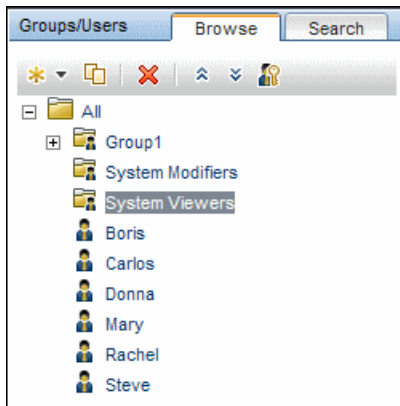 Groups/Users Browse Search
All
Group1
System Modifiers
System Viewers
Boris
Carlos
Donna
Mary
Rachel
Steve